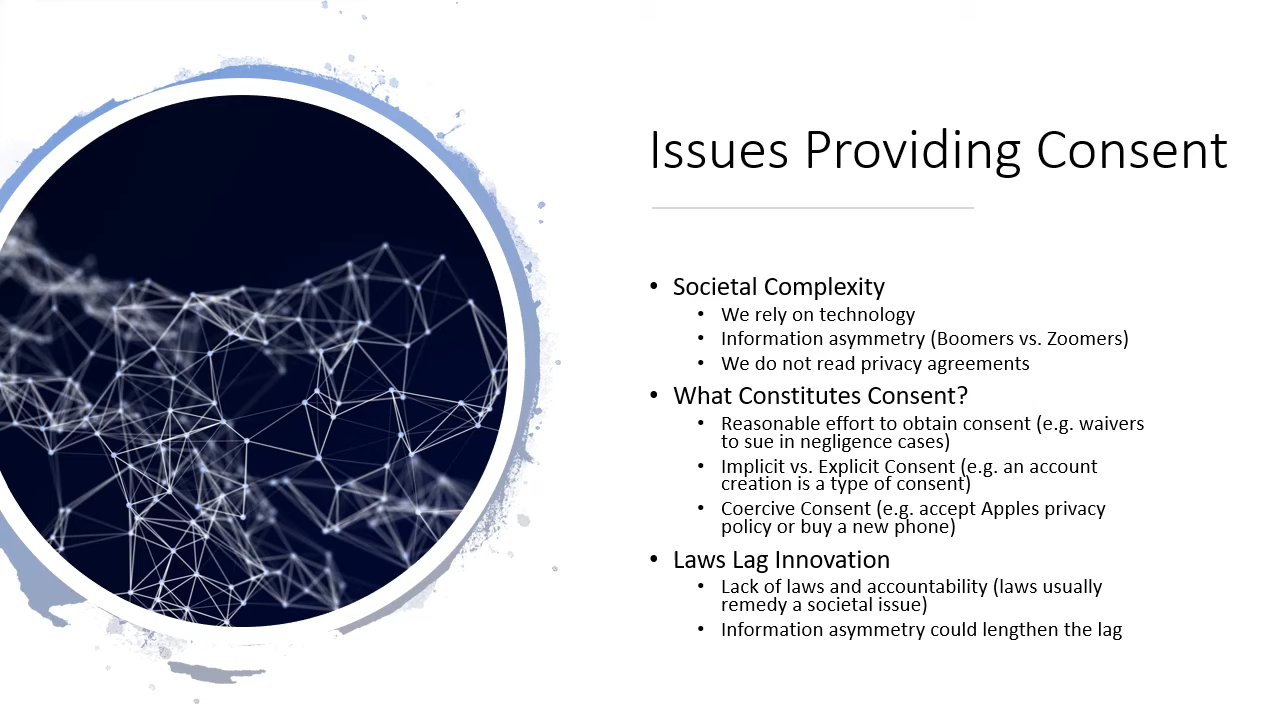 Issues Providing Consent
• Societal Complexity
• We rely on technology
• Information asymmetry (Boomers vs. Zoomers)
• We do not read privacy agreements
• What Constitutes Consent?
• Reasonable effort to obtain consent (e.g. waivers
to sue in negligence cases)
• Implicit vs. Explicit Consent (e.g. an account
creation is a type of consent)
• Coercive Consent (e.g. accept Apples privacy
policy or buy a new phone)
• Laws Lag Innovation
• Lack of laws and accountability (laws usually
remedy a societal issue)
• Information asymmetry could lengthen the lag